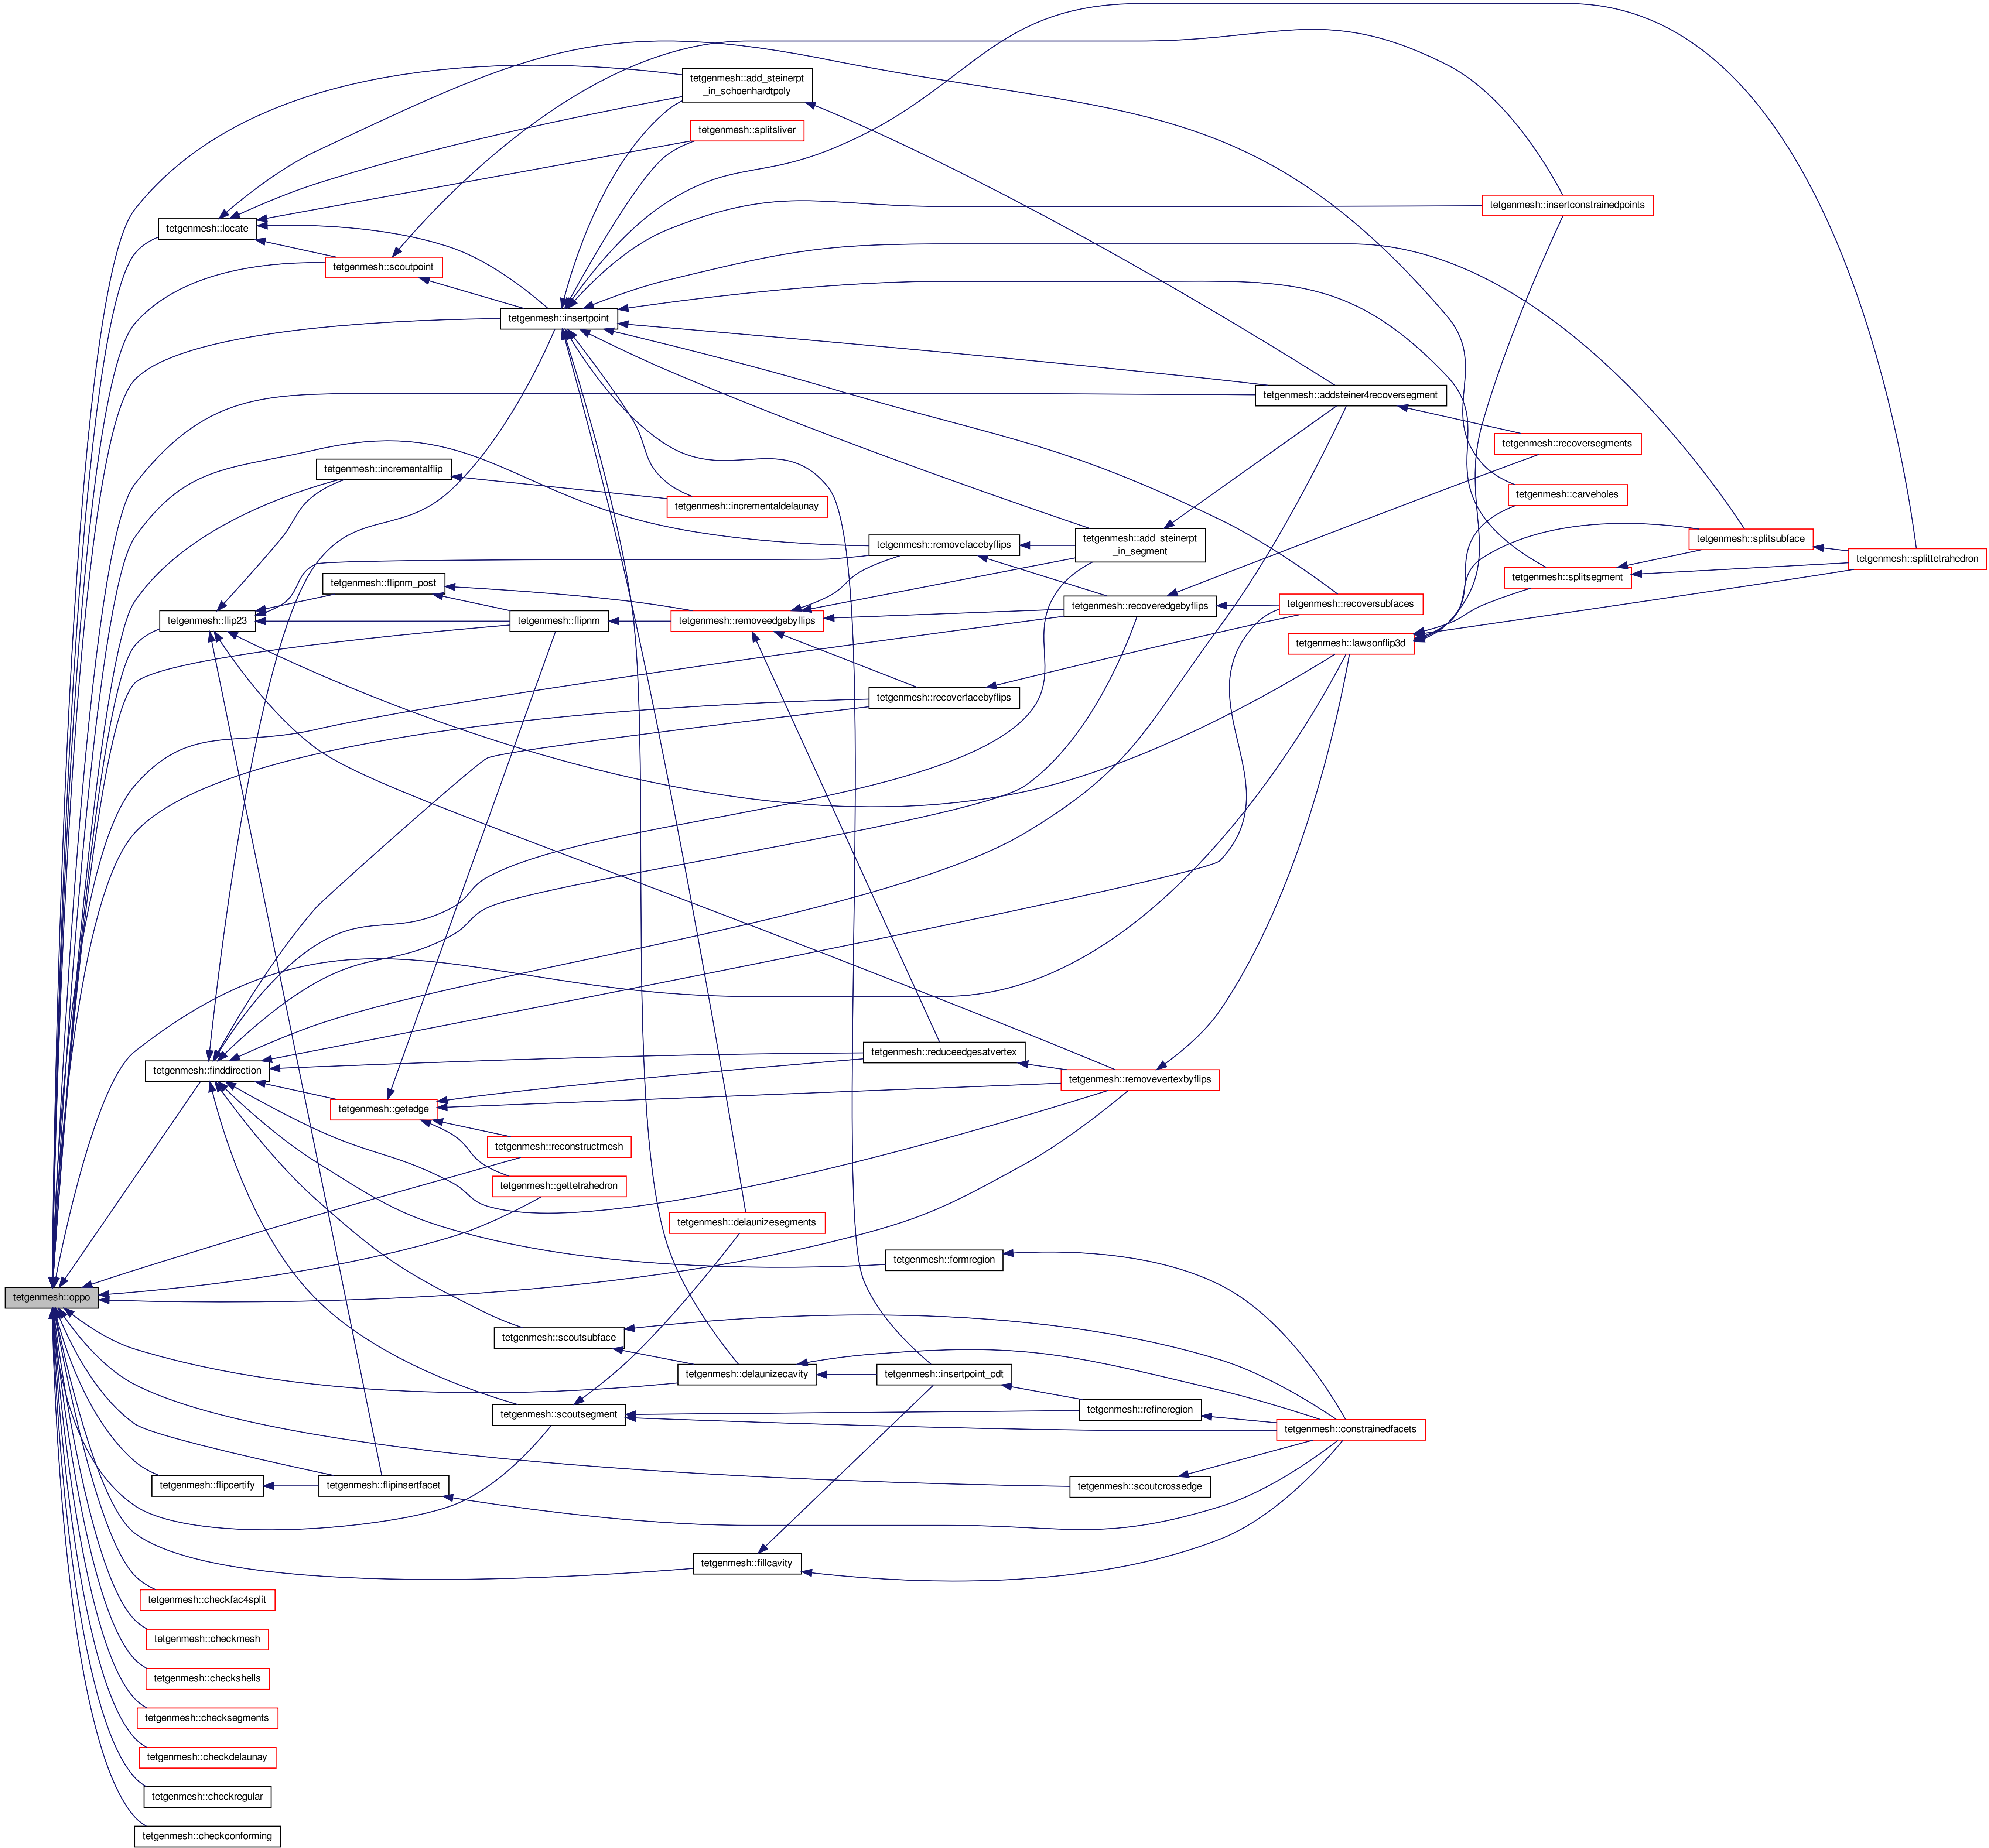 tetgenmesh::add_steinerpt
_in_schoenhardtpoly
tetgenmesh::splitsliver
tetgenmesh::insertconstrainedpoints
tetgenmesh::locate
tetgenmesh::scoutpoint
tetgenmesh::insertpoint
tetgenmesh::addsteiner4recoversegment
tetgenmesh::recoversegments
tetgenmesh::incrementalflip
tetgenmesh::carveholes
tetgenmesh::incrementaldelaunay
tetgenmesh::splitsubface
tetgenmesh::add_steinerpt
_in_segment
tetgenmesh::removefacebyflips
tetgenmesh::splittetrahedron
tetgenmesh::splitsegment
tetgenmesh::flipnm_post
tetgenmesh::recoveredgebyflips
tetgenmesh::recoversubfaces
tetgenmesh::flip23
tetgenmesh::flipnm
tetgenmesh::removeedgebyflips
tetgenmesh::lawsonflip3d
tetgenmesh::recoverfacebyflips
tetgenmesh::reduceedgesatvertex
tetgenmesh::finddirection
tetgenmesh::removevertexbyflips
tetgenmesh::getedge
tetgenmesh::reconstructmesh
tetgenmesh::gettetrahedron
tetgenmesh::delaunizesegments
tetgenmesh::formregion
tetgenmesh::oppo
tetgenmesh::scoutsubface
tetgenmesh::delaunizecavity
tetgenmesh::insertpoint_cdt
tetgenmesh::refineregion
tetgenmesh::scoutsegment
tetgenmesh::constrainedfacets
tetgenmesh::flipcertify
tetgenmesh::flipinsertfacet
tetgenmesh::scoutcrossedge
tetgenmesh::fillcavity
tetgenmesh::checkfac4split
tetgenmesh::checkmesh
tetgenmesh::checkshells
tetgenmesh::checksegments
tetgenmesh::checkdelaunay
tetgenmesh::checkregular
tetgenmesh::checkconforming